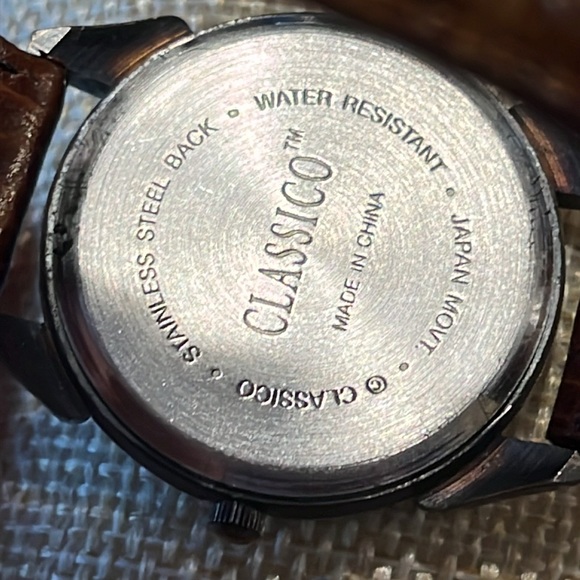 CLASSICO™
MADE IN CHINA
STAINLESS STEEL BACK • WATER RESISTANT • JAPAN MOVT. • © CLASSICO •